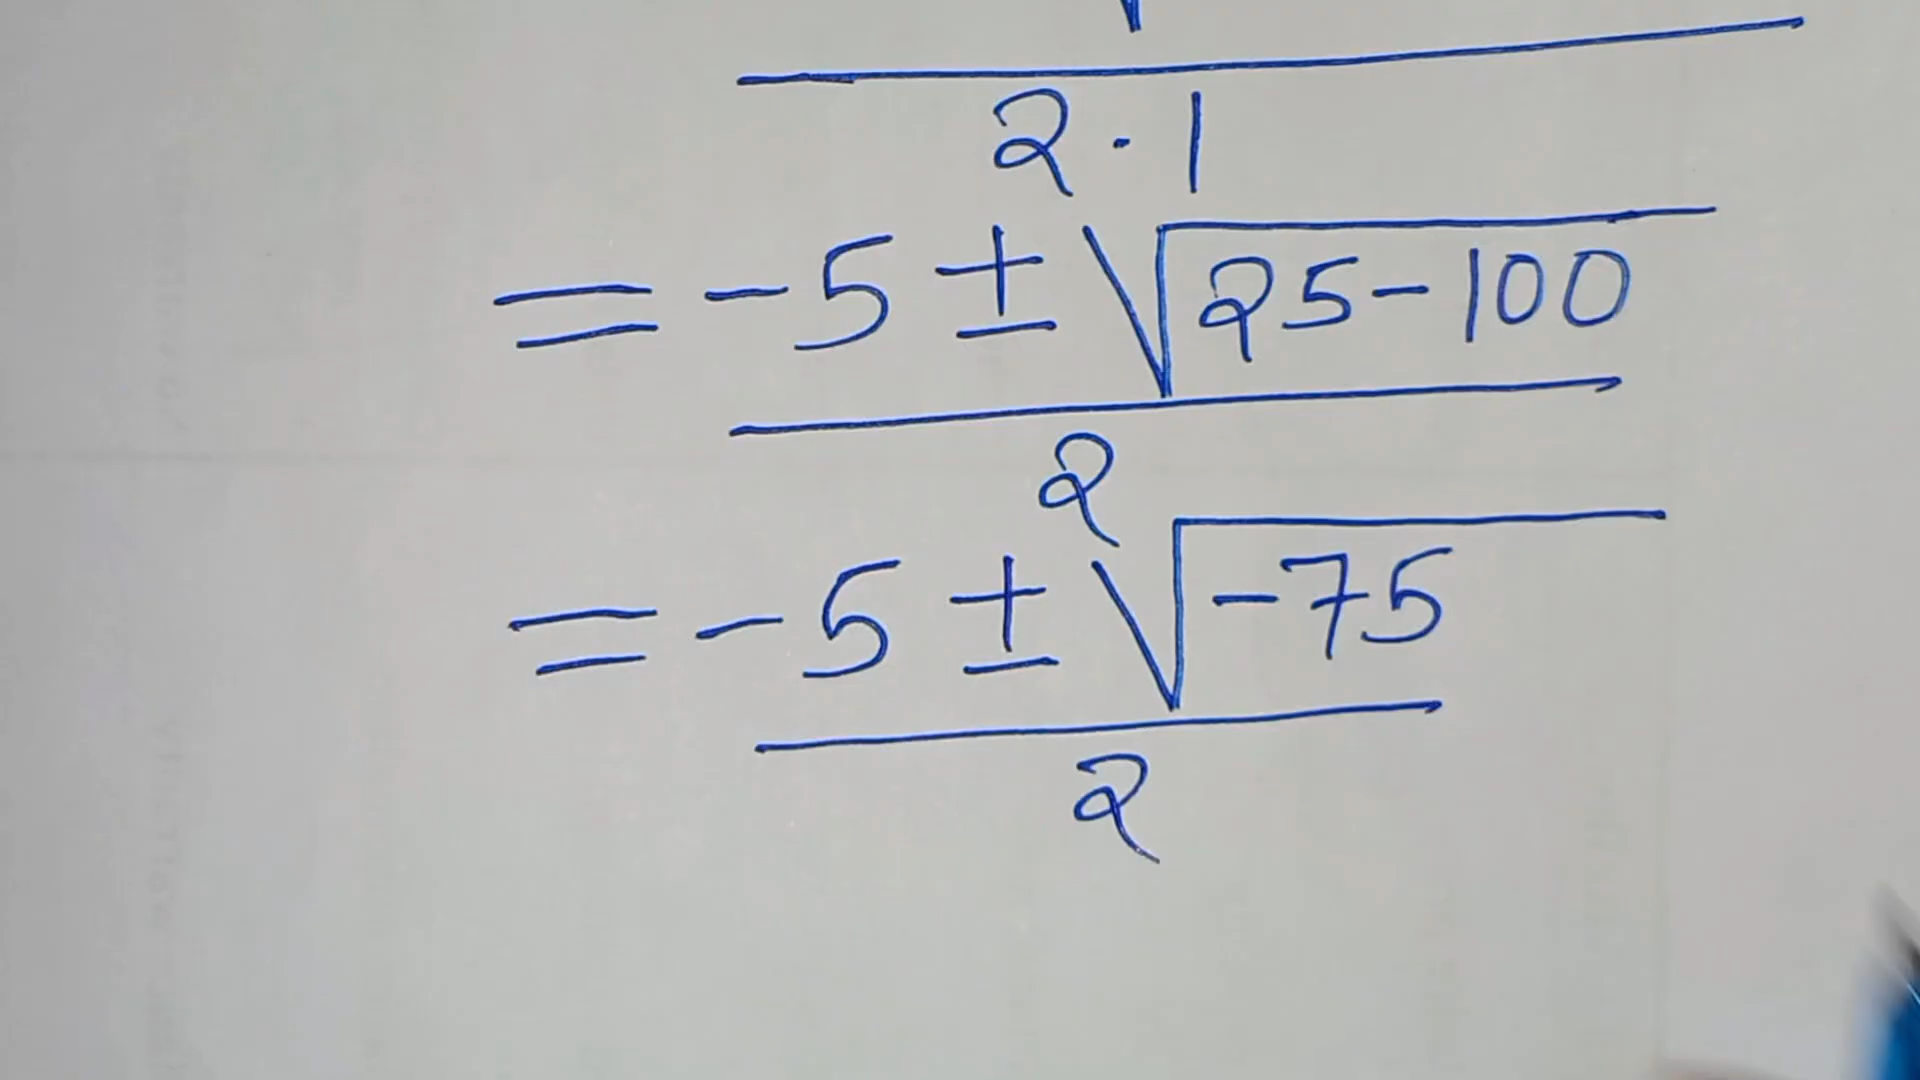 2 · 1
= -5 ± √25-100
2
= -5 ± √-75
2